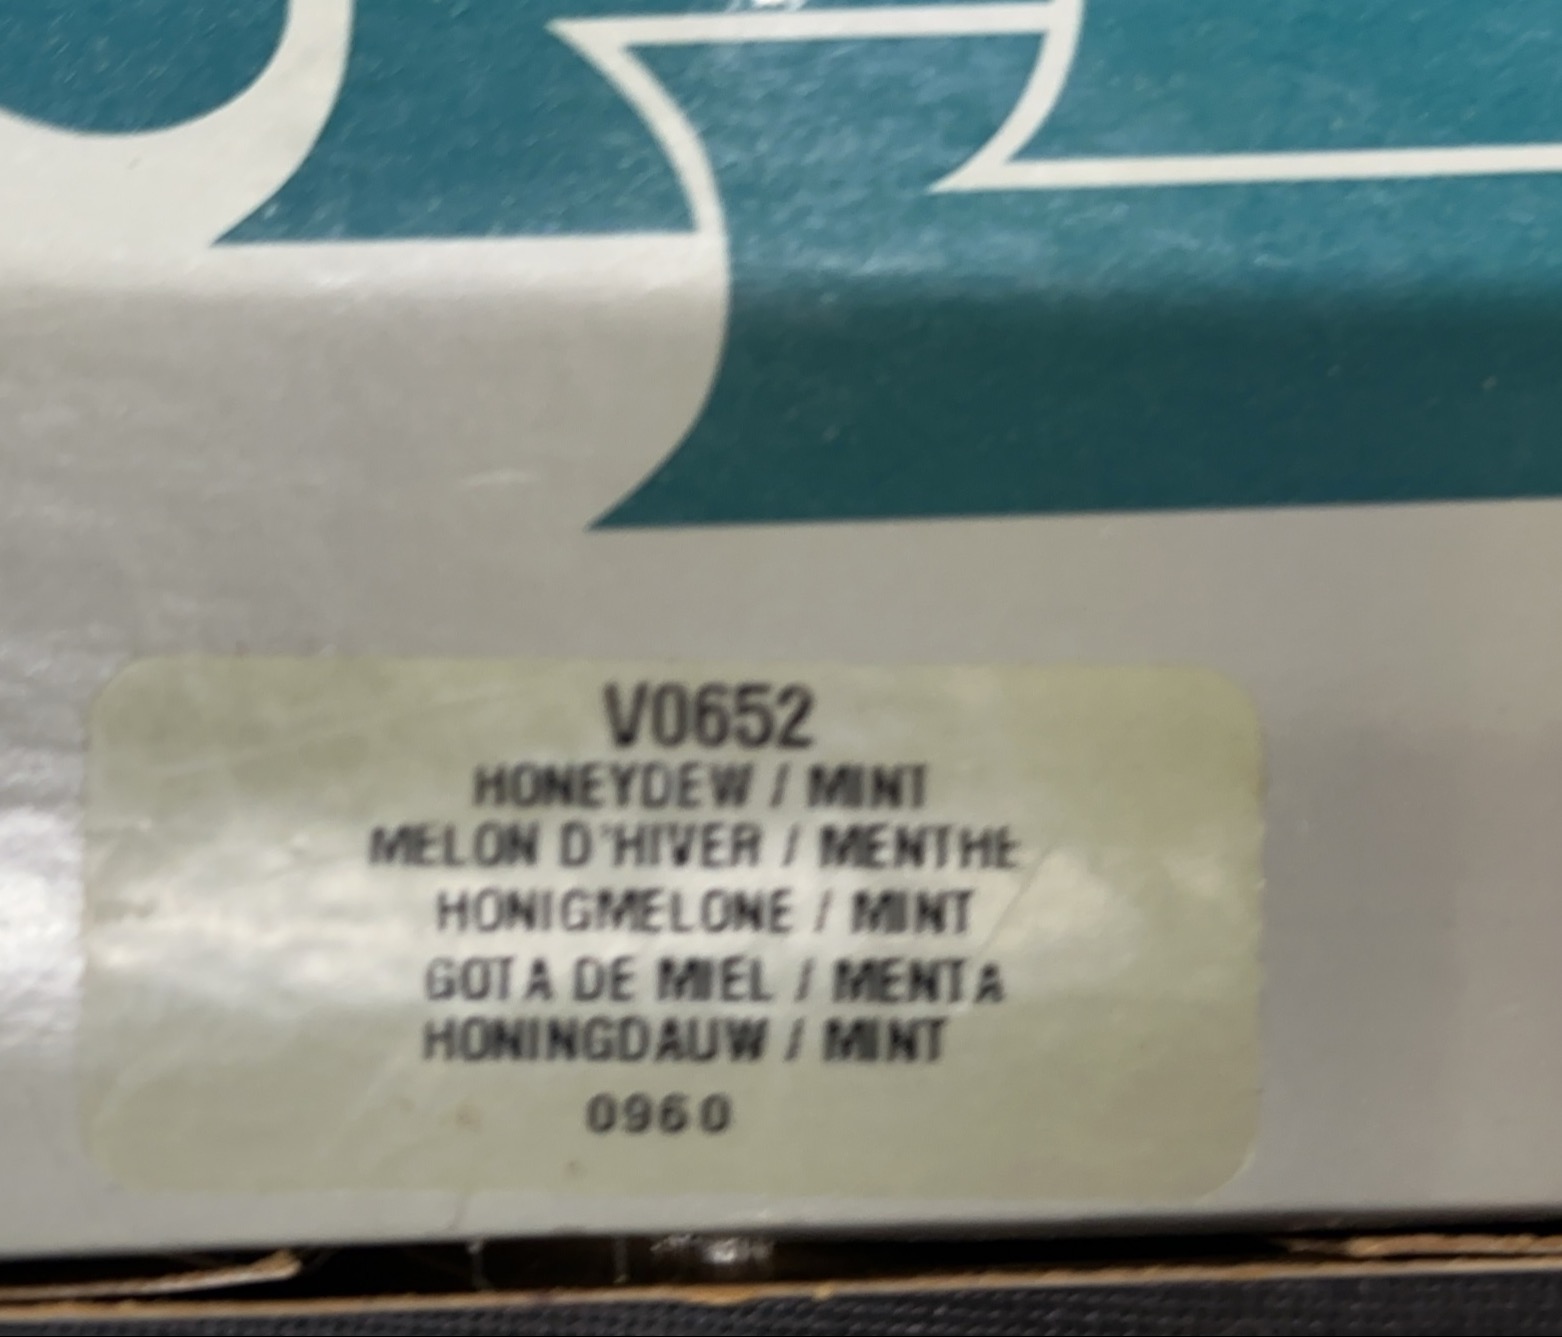 V0652
HONEYDEW / MINT
MELON D'HIVER / MENTHE
HONIGMELONE / MINT
GOTA DE MIEL / MENTA
HONINGDAUW / MINT
0960